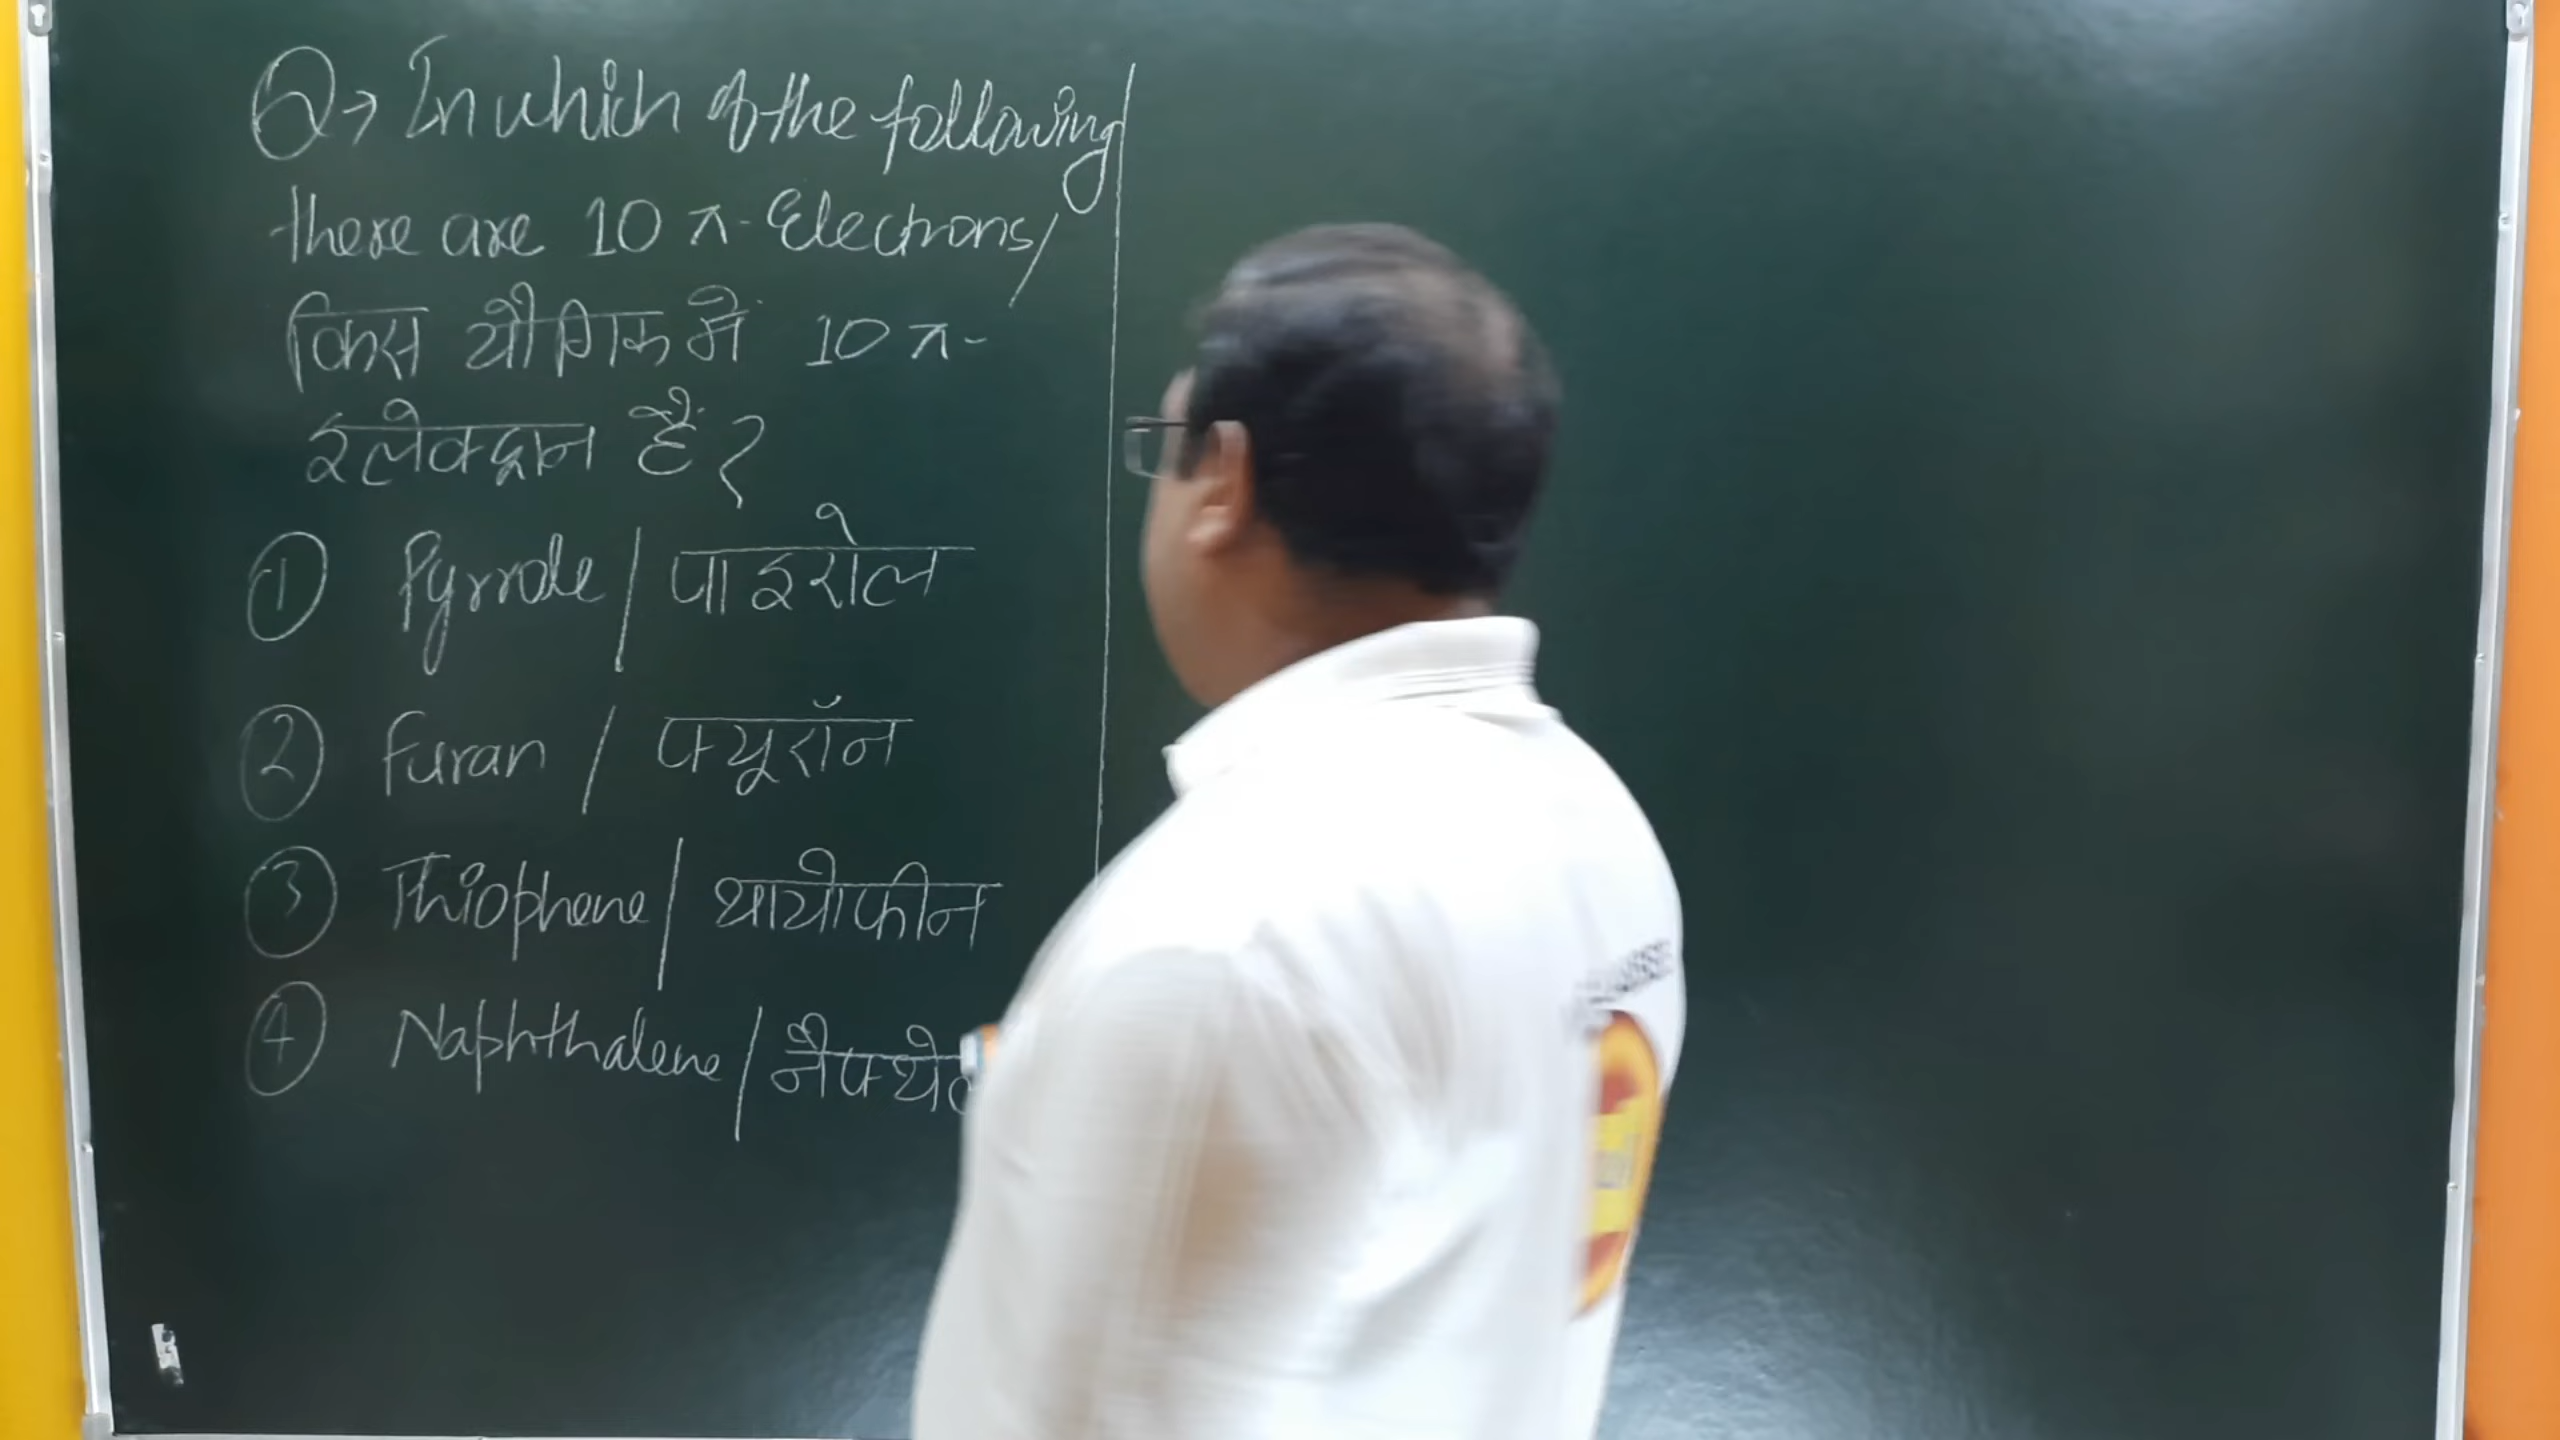 Q→ In which of the following
there are 10 π-Electrons/
किस यौगिक में 10 π-
इलेक्ट्रान हैं?
① Pyrrole / पाइरोल
② Furan / फ्यूरॉन
③ Thiophene / थायोफीन
④ Naphthalene /